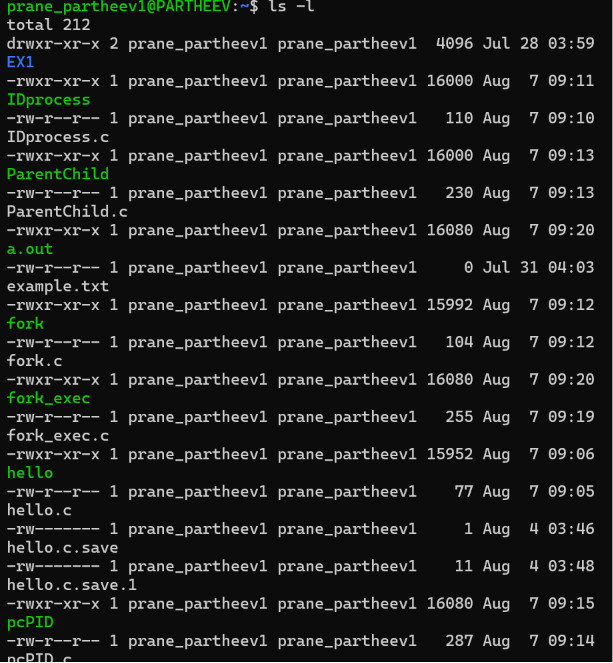 prane_partheev1@PARTHEEV:~$ ls -l
total 212
drwxr-xr-x 2 prane_partheev1 prane_partheev1  4096 Jul 28 03:59
EX1
-rwxr-xr-x 1 prane_partheev1 prane_partheev1 16000 Aug  7 09:11
IDprocess
-rw-r--r-- 1 prane_partheev1 prane_partheev1   110 Aug  7 09:10
IDprocess.c
-rwxr-xr-x 1 prane_partheev1 prane_partheev1 16000 Aug  7 09:13
ParentChild
-rw-r--r-- 1 prane_partheev1 prane_partheev1   230 Aug  7 09:13
ParentChild.c
-rwxr-xr-x 1 prane_partheev1 prane_partheev1 16080 Aug  7 09:20
a.out
-rw-r--r-- 1 prane_partheev1 prane_partheev1     0 Jul 31 04:03
example.txt
-rwxr-xr-x 1 prane_partheev1 prane_partheev1 15992 Aug  7 09:12
fork
-rw-r--r-- 1 prane_partheev1 prane_partheev1   104 Aug  7 09:12
fork.c
-rwxr-xr-x 1 prane_partheev1 prane_partheev1 16080 Aug  7 09:20
fork_exec
-rw-r--r-- 1 prane_partheev1 prane_partheev1   255 Aug  7 09:19
fork_exec.c
-rwxr-xr-x 1 prane_partheev1 prane_partheev1 15952 Aug  7 09:06
hello
-rw-r--r-- 1 prane_partheev1 prane_partheev1    77 Aug  7 09:05
hello.c
-rw------- 1 prane_partheev1 prane_partheev1     1 Aug  4 03:46
hello.c.save
-rw------- 1 prane_partheev1 prane_partheev1    11 Aug  4 03:48
hello.c.save.1
-rwxr-xr-x 1 prane_partheev1 prane_partheev1 16080 Aug  7 09:15
pcPID
-rw-r--r-- 1 prane_partheev1 prane_partheev1   287 Aug  7 09:14
pcPID.c